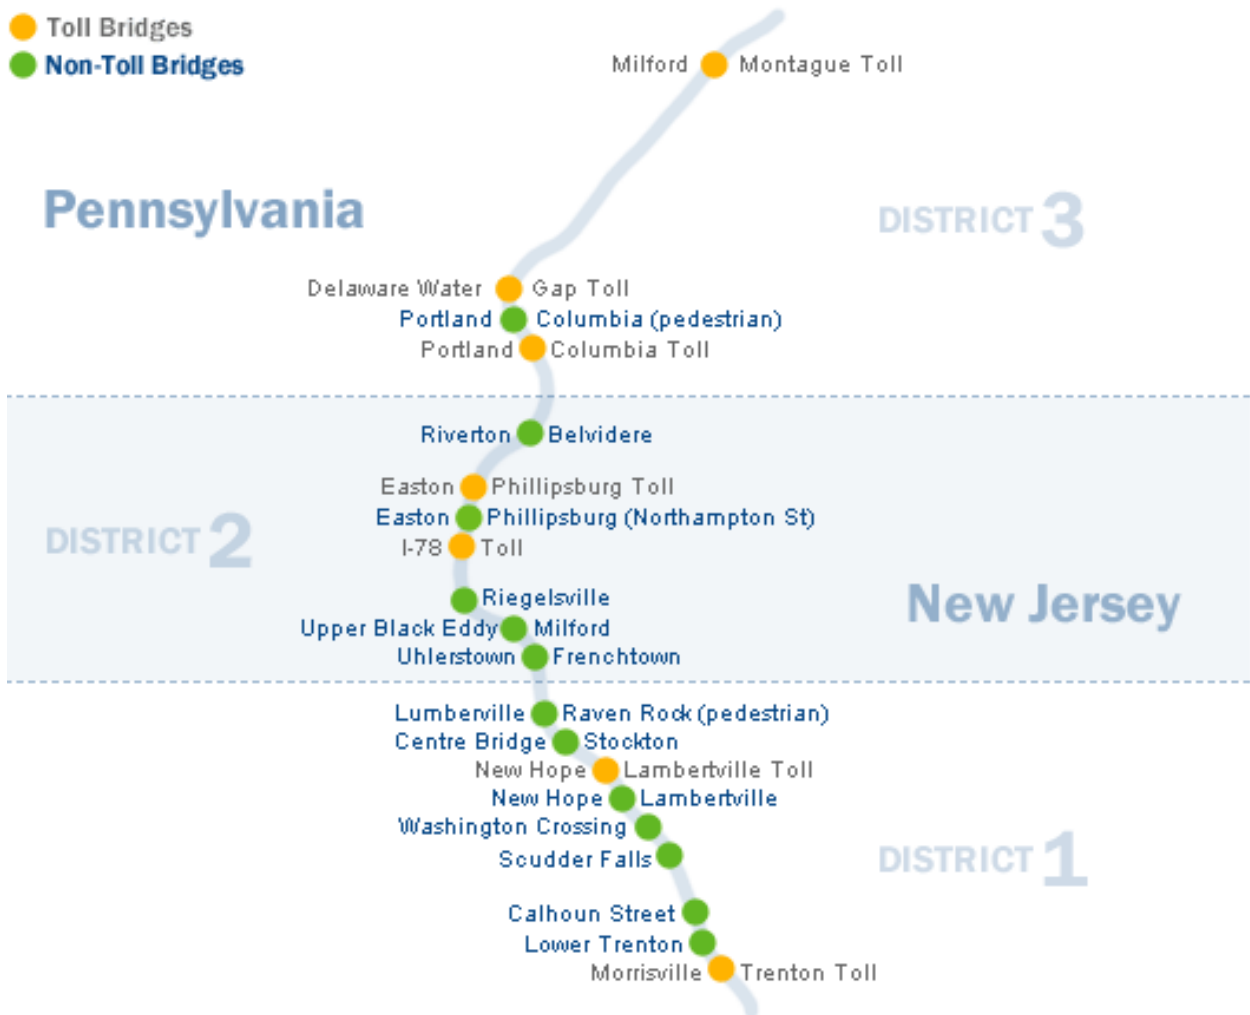 Toll Bridges
Non-Toll Bridges
Milford Montague Toll
Pennsylvania
DISTRICT 3
Delaware Water Gap Toll
Portland Columbia (pedestrian)
Portland Columbia Toll
Riverton Belvidere
Easton Phillipsburg Toll
Easton Phillipsburg (Northampton St)
DISTRICT 2
I-78 Toll
Riegelsville
New Jersey
Upper Black Eddy Milford
Uhlerstown Frenchtown
Lumberville Raven Rock (pedestrian)
Centre Bridge Stockton
New Hope Lambertville Toll
New Hope Lambertville
Washington Crossing
Scudder Falls
DISTRICT 1
Calhoun Street
Lower Trenton
Morrisville Trenton Toll